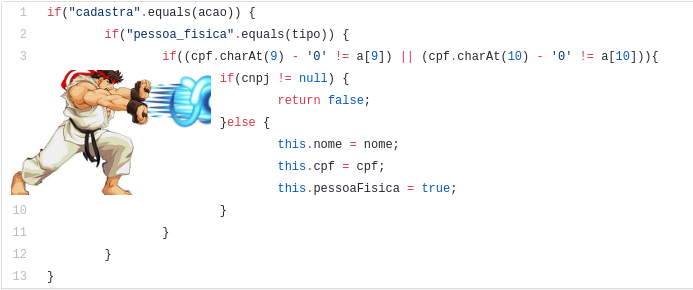 1 if("cadastra".equals(acao)) {
2 if("pessoa_fisica".equals(tipo)) {
3 if((cpf.charAt(9) - '0' != a[9]) || (cpf.charAt(10) - '0' != a[10])){
if(cnpj != null) {
return false;
}else {
this.nome = nome;
this.cpf = cpf;
this.pessoaFisica = true;
10 }
11 }
12 }
13 }